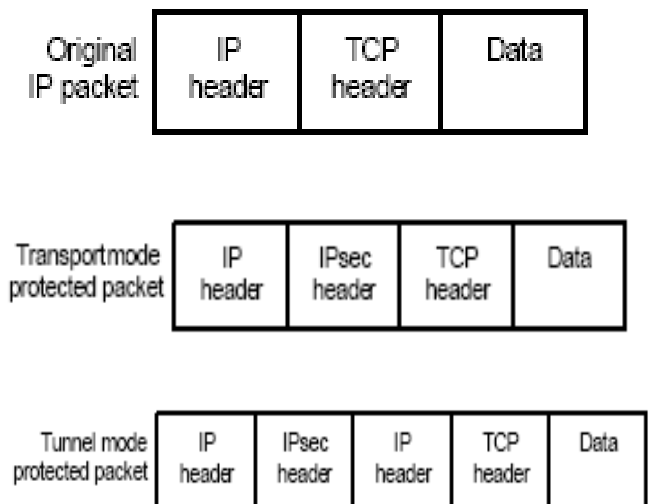 Original IP packet
IP header
TCP header
Data
Transport mode protected packet
IP header
IPsec header
TCP header
Data
Tunnel mode protected packet
IP header
IPsec header
IP header
TCP header
Data